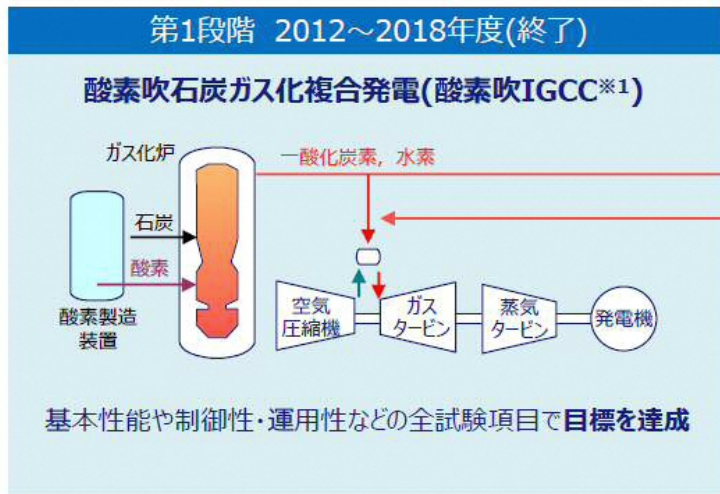 第1段階 2012～2018年度(終了)
酸素吹石炭ガス化複合発電(酸素吹IGCC※1)
ガス化炉
一酸化炭素，水素
石炭
酸素
酸素製造
装置
空気
圧縮機
ガス
タービン
蒸気
タービン
発電機
基本性能や制御性・運用性などの全試験項目で目標を達成